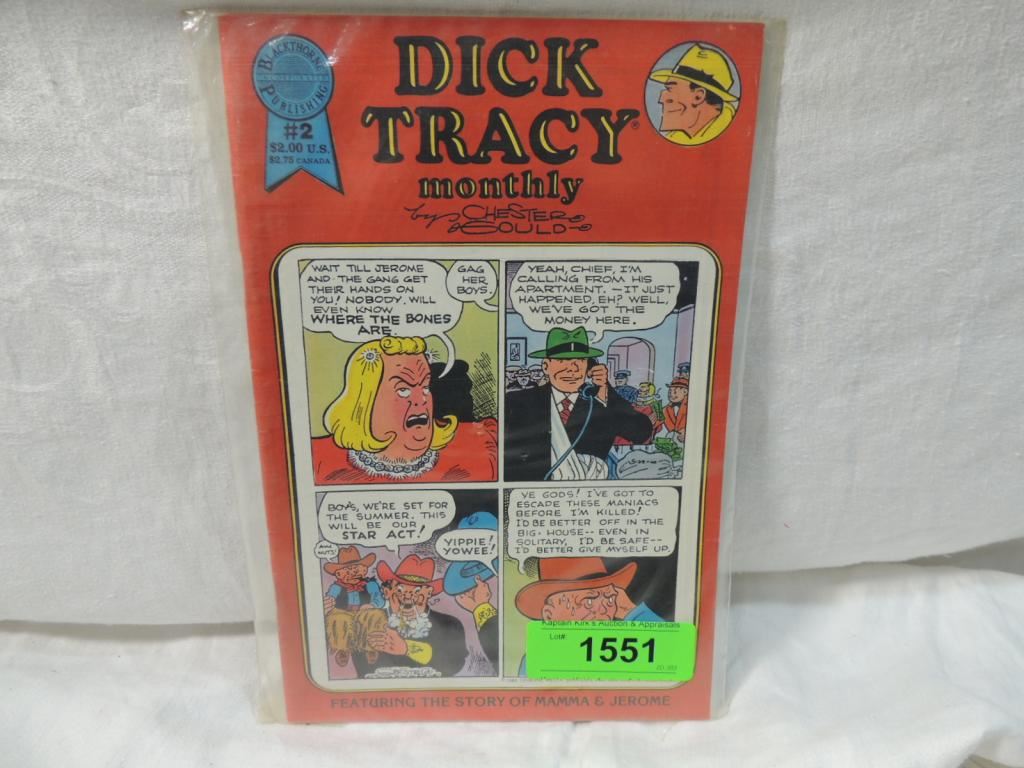 BLACKTHORNE
INCORPORATED
PUBLISHING
#2
$2.00 U.S.
$2.75 CANADA
DICK
TRACY®
monthly
by CHESTER
GOULD
WAIT TILL JEROME
AND THE GANG GET
THEIR HANDS ON
YOU! NOBODY WILL
EVEN KNOW
WHERE THE BONES
ARE.
GAG
HER
BOYS.
YEAH, CHIEF, I'M
CALLING FROM HIS
APARTMENT. — IT JUST
HAPPENED, EH? WELL,
WE'VE GOT THE
MONEY HERE.
BOYS, WE'RE SET FOR
THE SUMMER. THIS
WILL BE OUR
STAR ACT!
AW
NUTS!
YIPPIE!
YOWEE!
YE GODS! I'VE GOT TO
ESCAPE THESE MANIACS
BEFORE I'M KILLED!
I'D BE BETTER OFF IN THE
BIG-HOUSE -- EVEN IN
SOLITARY, I'D BE SAFE --
I'D BETTER GIVE MYSELF UP.
Kaptain Kirk's Auction & Appraisals
Lot#:
1551
FEATURING THE STORY OF MAMMA & JEROME